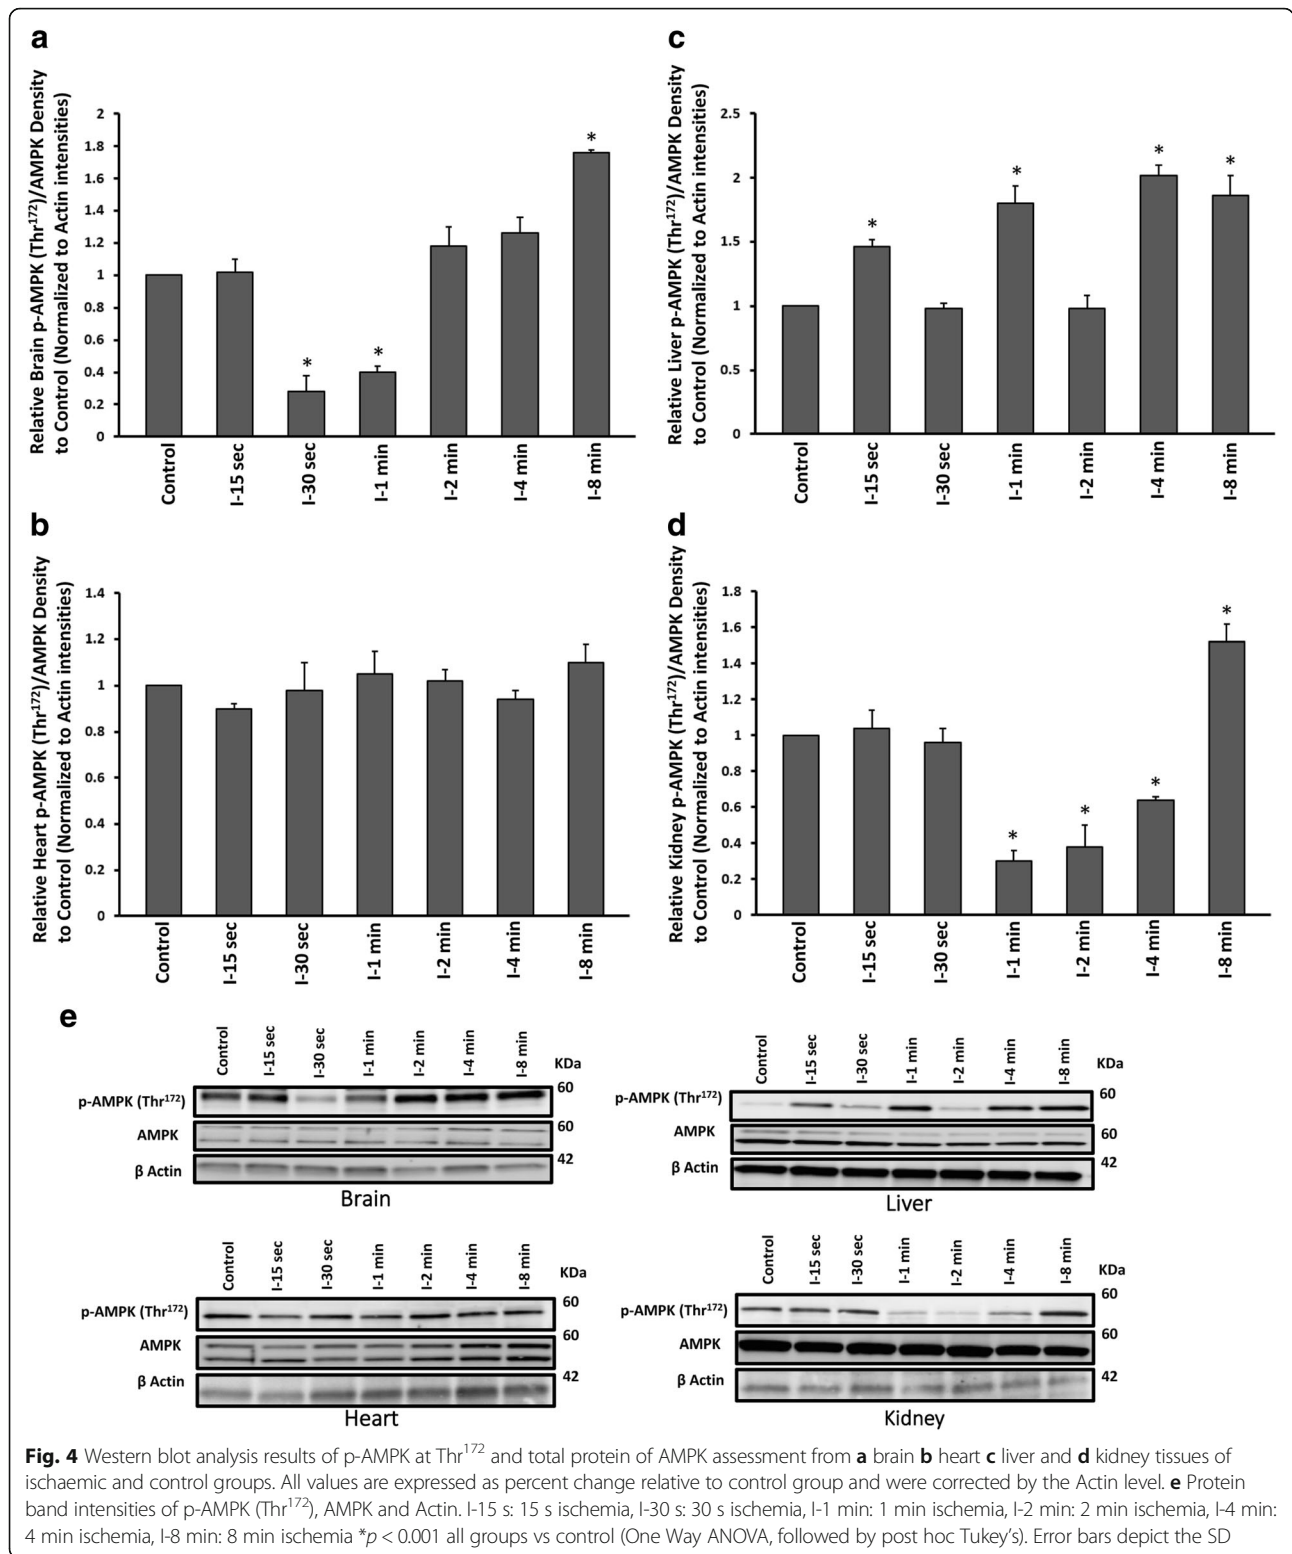 a
Relative Brain p-AMPK (Thr172)/AMPK Density
to Control (Normalized to Actin intensities)
2
1.8
1.6
1.4
1.2
1
0.8
0.6
0.4
0.2
0
*
*
*
Control
I-15 sec
I-30 sec
I-1 min
I-2 min
I-4 min
I-8 min
c
Relative Liver p-AMPK (Thr172)/AMPK Density
to Control (Normalized to Actin intensities)
2.5
2
1.5
1
0.5
0
*
*
*
*
Control
I-15 sec
I-30 sec
I-1 min
I-2 min
I-4 min
I-8 min
b
Relative Heart p-AMPK (Thr172)/AMPK Density
to Control (Normalized to Actin intensities)
1.4
1.2
1
0.8
0.6
0.4
0.2
0
Control
I-15 sec
I-30 sec
I-1 min
I-2 min
I-4 min
I-8 min
d
Relative Kidney p-AMPK (Thr172)/AMPK Density
to Control (Normalized to Actin intensities)
1.8
1.6
1.4
1.2
1
0.8
0.6
0.4
0.2
0
*
*
*
*
Control
I-15 sec
I-30 sec
I-1 min
I-2 min
I-4 min
I-8 min
e
Control
I-15 sec
I-30 sec
I-1 min
I-2 min
I-4 min
I-8 min
KDa
p-AMPK (Thr172)
60
AMPK
60
β Actin
42
Brain
Control
I-15 sec
I-30 sec
I-1 min
I-2 min
I-4 min
I-8 min
KDa
p-AMPK (Thr172)
60
AMPK
60
β Actin
42
Liver
Control
I-15 sec
I-30 sec
I-1 min
I-2 min
I-4 min
I-8 min
KDa
p-AMPK (Thr172)
60
AMPK
60
β Actin
42
Heart
Control
I-15 sec
I-30 sec
I-1 min
I-2 min
I-4 min
I-8 min
KDa
p-AMPK (Thr172)
60
AMPK
60
β Actin
42
Kidney
Fig. 4 Western blot analysis results of p-AMPK at Thr172 and total protein of AMPK assessment from a brain b heart c liver and d kidney tissues of
ischaemic and control groups. All values are expressed as percent change relative to control group and were corrected by the Actin level. e Protein
band intensities of p-AMPK (Thr172), AMPK and Actin. I-15 s: 15 s ischemia, I-30 s: 30 s ischemia, I-1 min: 1 min ischemia, I-2 min: 2 min ischemia, I-4 min:
4 min ischemia, I-8 min: 8 min ischemia *p < 0.001 all groups vs control (One Way ANOVA, followed by post hoc Tukey's). Error bars depict the SD